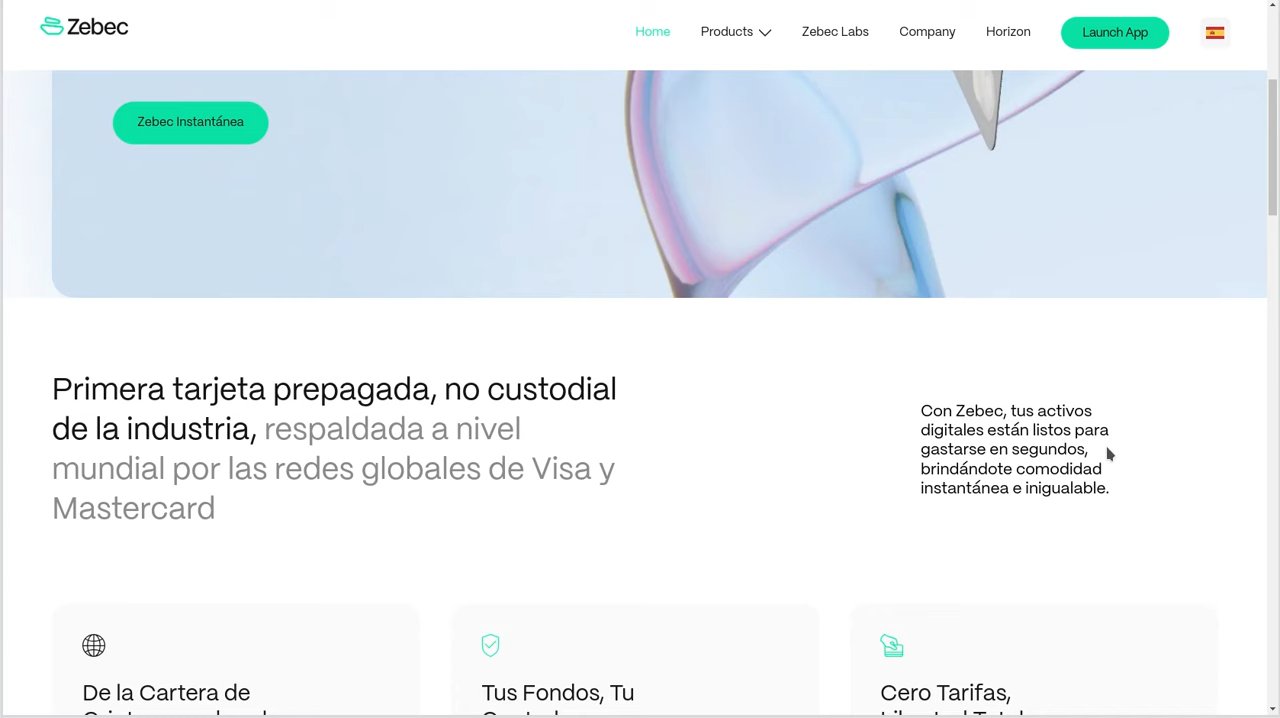 Zebec
Home
Products
Zebec Labs
Company
Horizon
Launch App
Zebec Instantánea
Primera tarjeta prepagada, no custodial
de la industria, respaldada a nivel
mundial por las redes globales de Visa y
Mastercard
Con Zebec, tus activos
digitales están listos para
gastarse en segundos,
brindándote comodidad
instantánea e inigualable.
De la Cartera de
Tus Fondos, Tu
Cero Tarifas,